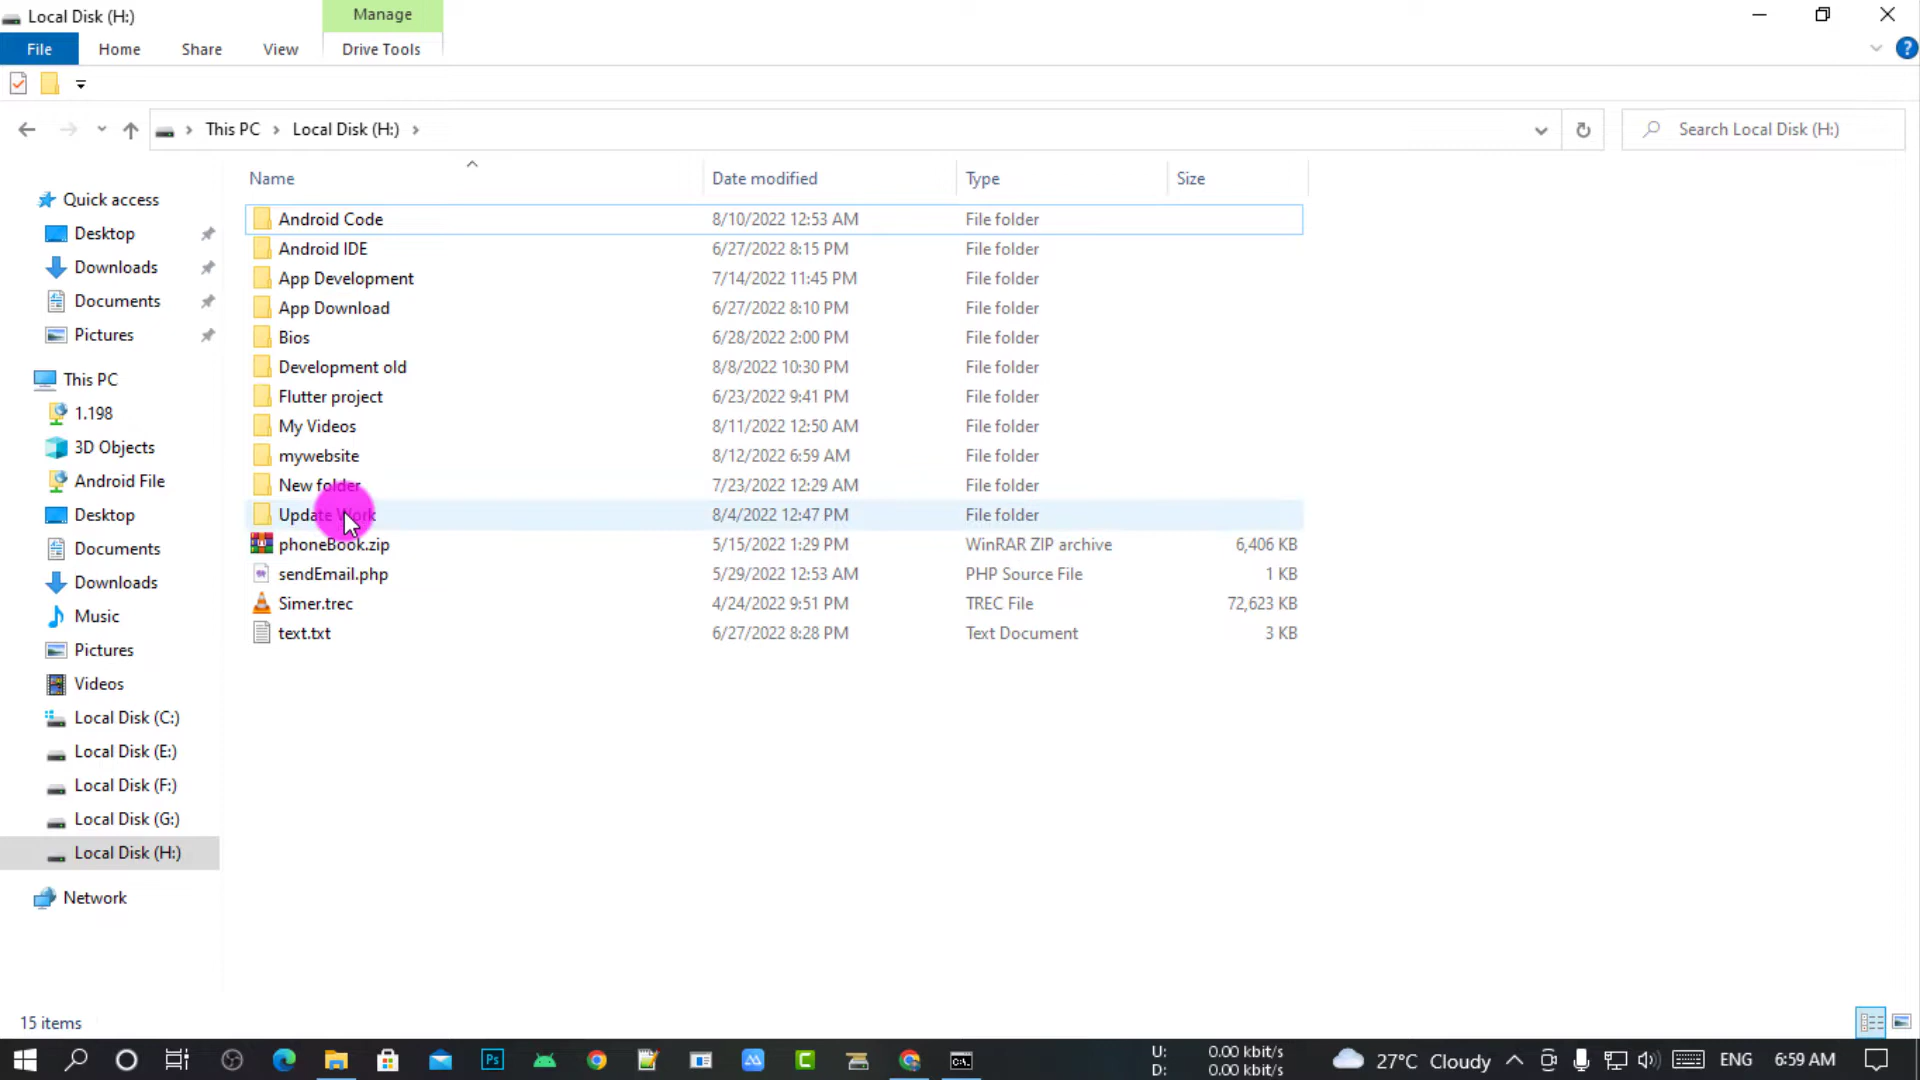 Local Disk (H:)
Manage
File
Home
Share
View
Drive Tools
This PC > Local Disk (H:) >
Search Local Disk (H:)
Name
Date modified
Type
Size
Quick access
Desktop
Downloads
Documents
Pictures
This PC
1.198
3D Objects
Android File
Desktop
Documents
Downloads
Music
Pictures
Videos
Local Disk (C:)
Local Disk (E:)
Local Disk (F:)
Local Disk (G:)
Local Disk (H:)
Network
Android Code 8/10/2022 12:53 AM File folder
Android IDE 6/27/2022 8:15 PM File folder
App Development 7/14/2022 11:45 PM File folder
App Download 6/27/2022 8:10 PM File folder
Bios 6/28/2022 2:00 PM File folder
Development old 8/8/2022 10:30 PM File folder
Flutter project 6/23/2022 9:41 PM File folder
My Videos 8/11/2022 12:50 AM File folder
mywebsite 8/12/2022 6:59 AM File folder
New folder 7/23/2022 12:29 AM File folder
Update Work 8/4/2022 12:47 PM File folder
phoneBook.zip 5/15/2022 1:29 PM WinRAR ZIP archive 6,406 KB
sendEmail.php 5/29/2022 12:53 AM PHP Source File 1 KB
Simer.trec 4/24/2022 9:51 PM TREC File 72,623 KB
text.txt 6/27/2022 8:28 PM Text Document 3 KB
15 items
Ps
U: 0.00 kbit/s
D: 0.00 kbit/s
27°C Cloudy
ENG
6:59 AM